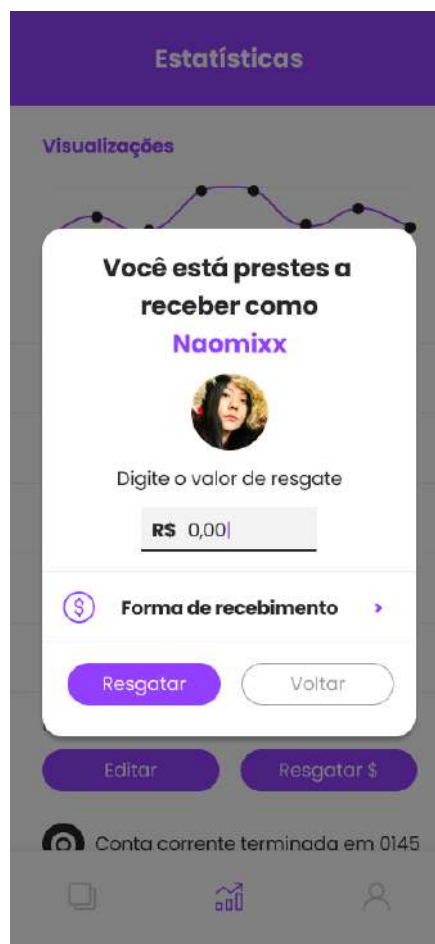 Estatísticas
Visualizações
Você está prestes a
receber como
Naomixx
Digite o valor de resgate
R$ 0,00
$ Forma de recebimento >
Resgatar Voltar
Editar Resgatar $
Conta corrente terminada em 0145